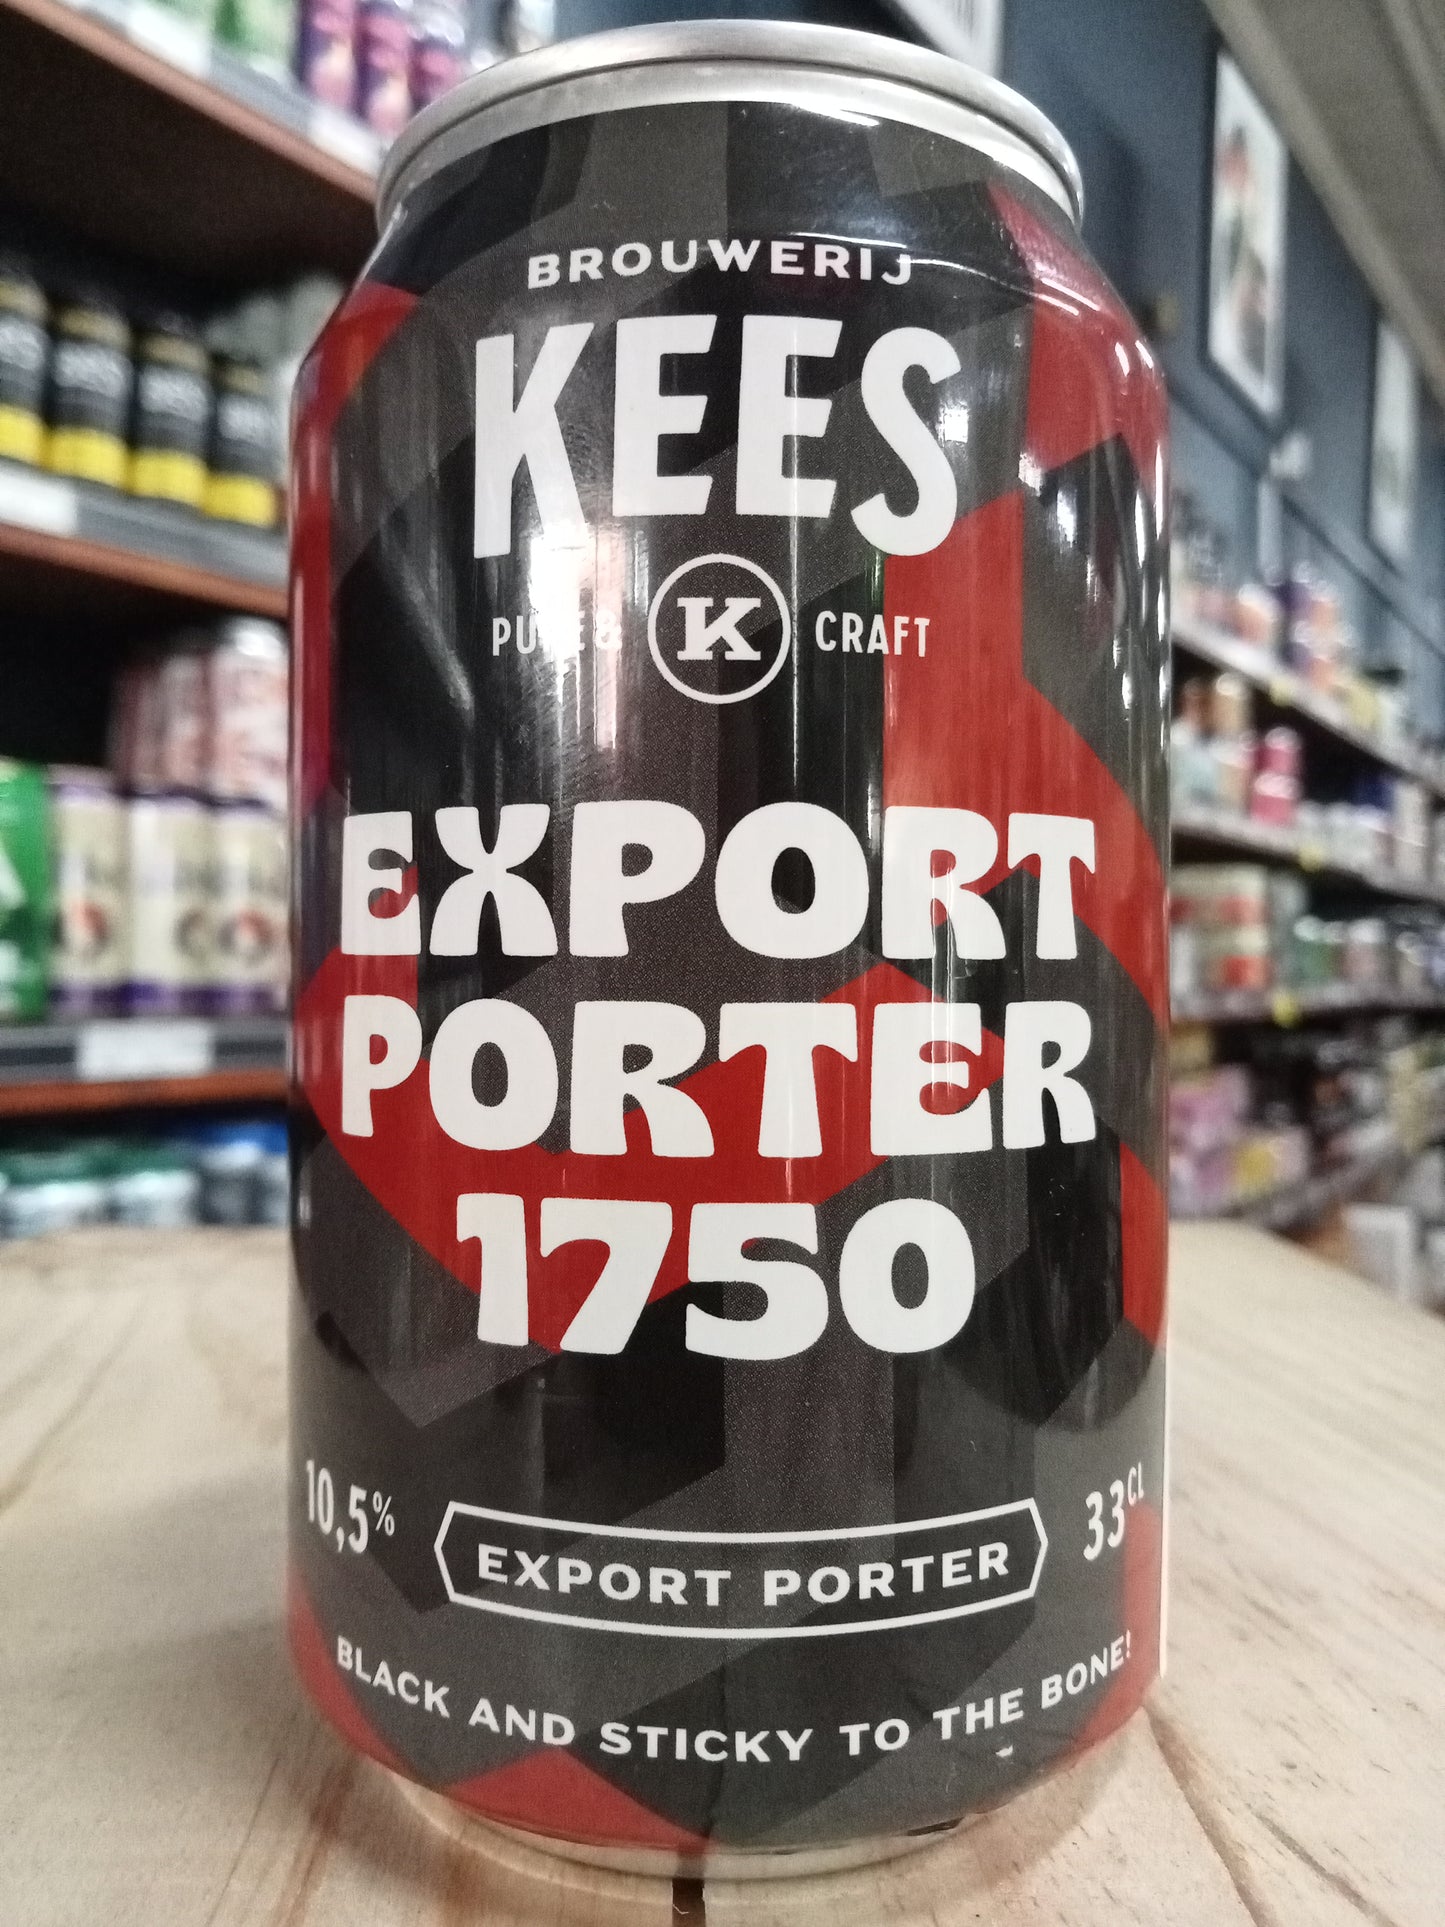 BROUWERIJ
KEES
PURE & K CRAFT
EXPORT
PORTER
1750
10,5% 33CL
EXPORT PORTER
BLACK AND STICKY TO THE BONE!